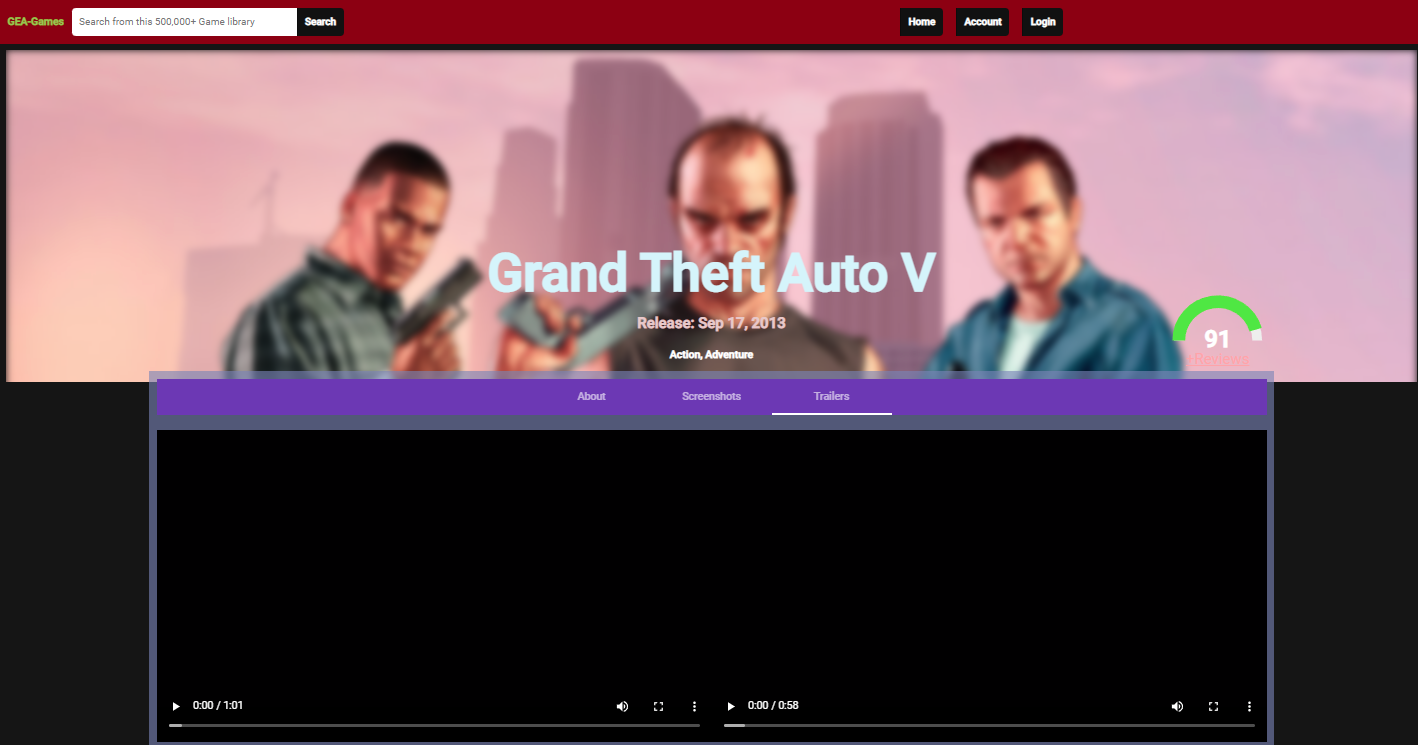 GEA-Games
Search from this 500,000+ Game library
Search
Home
Account
Login
Grand Theft Auto V
Release: Sep 17, 2013
Action, Adventure
91
Reviews
About
Screenshots
Trailers
0:00 / 1:01
0:00 / 0:58